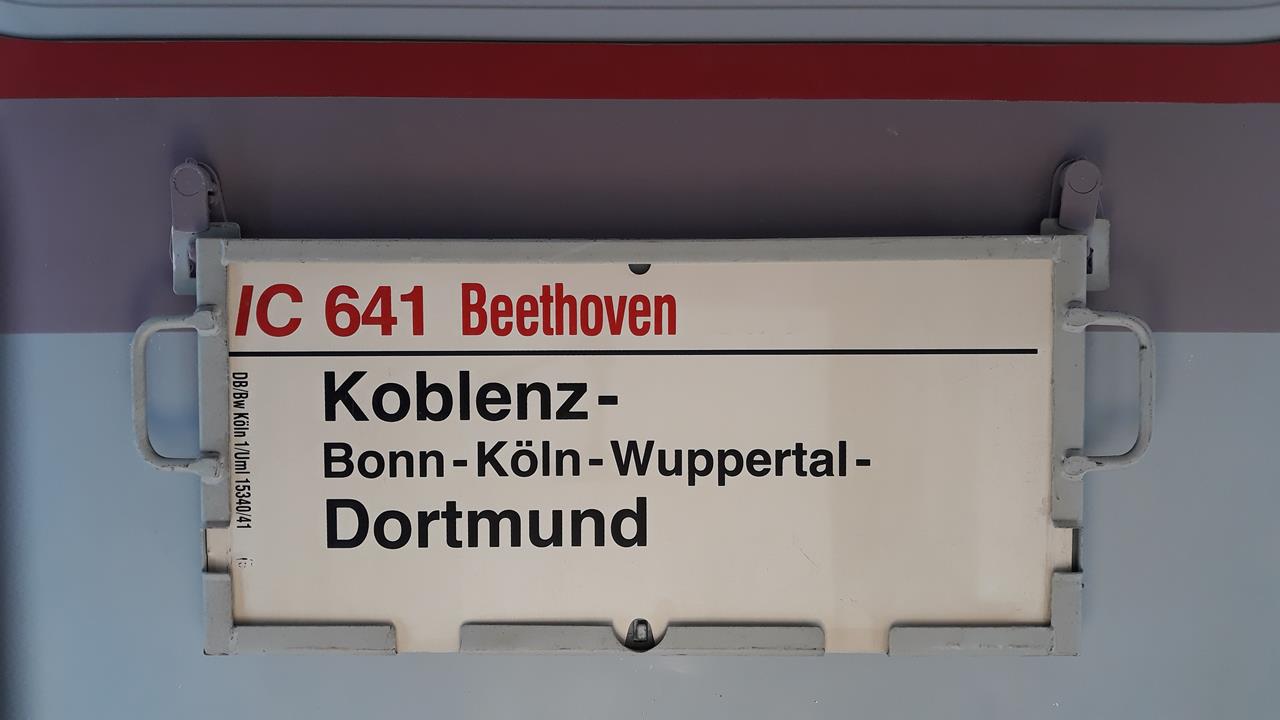 IC 641 Beethoven
Koblenz-
Bonn-Köln-Wuppertal-
Dortmund
DB/Bw Köln 1/Uml 15340/41